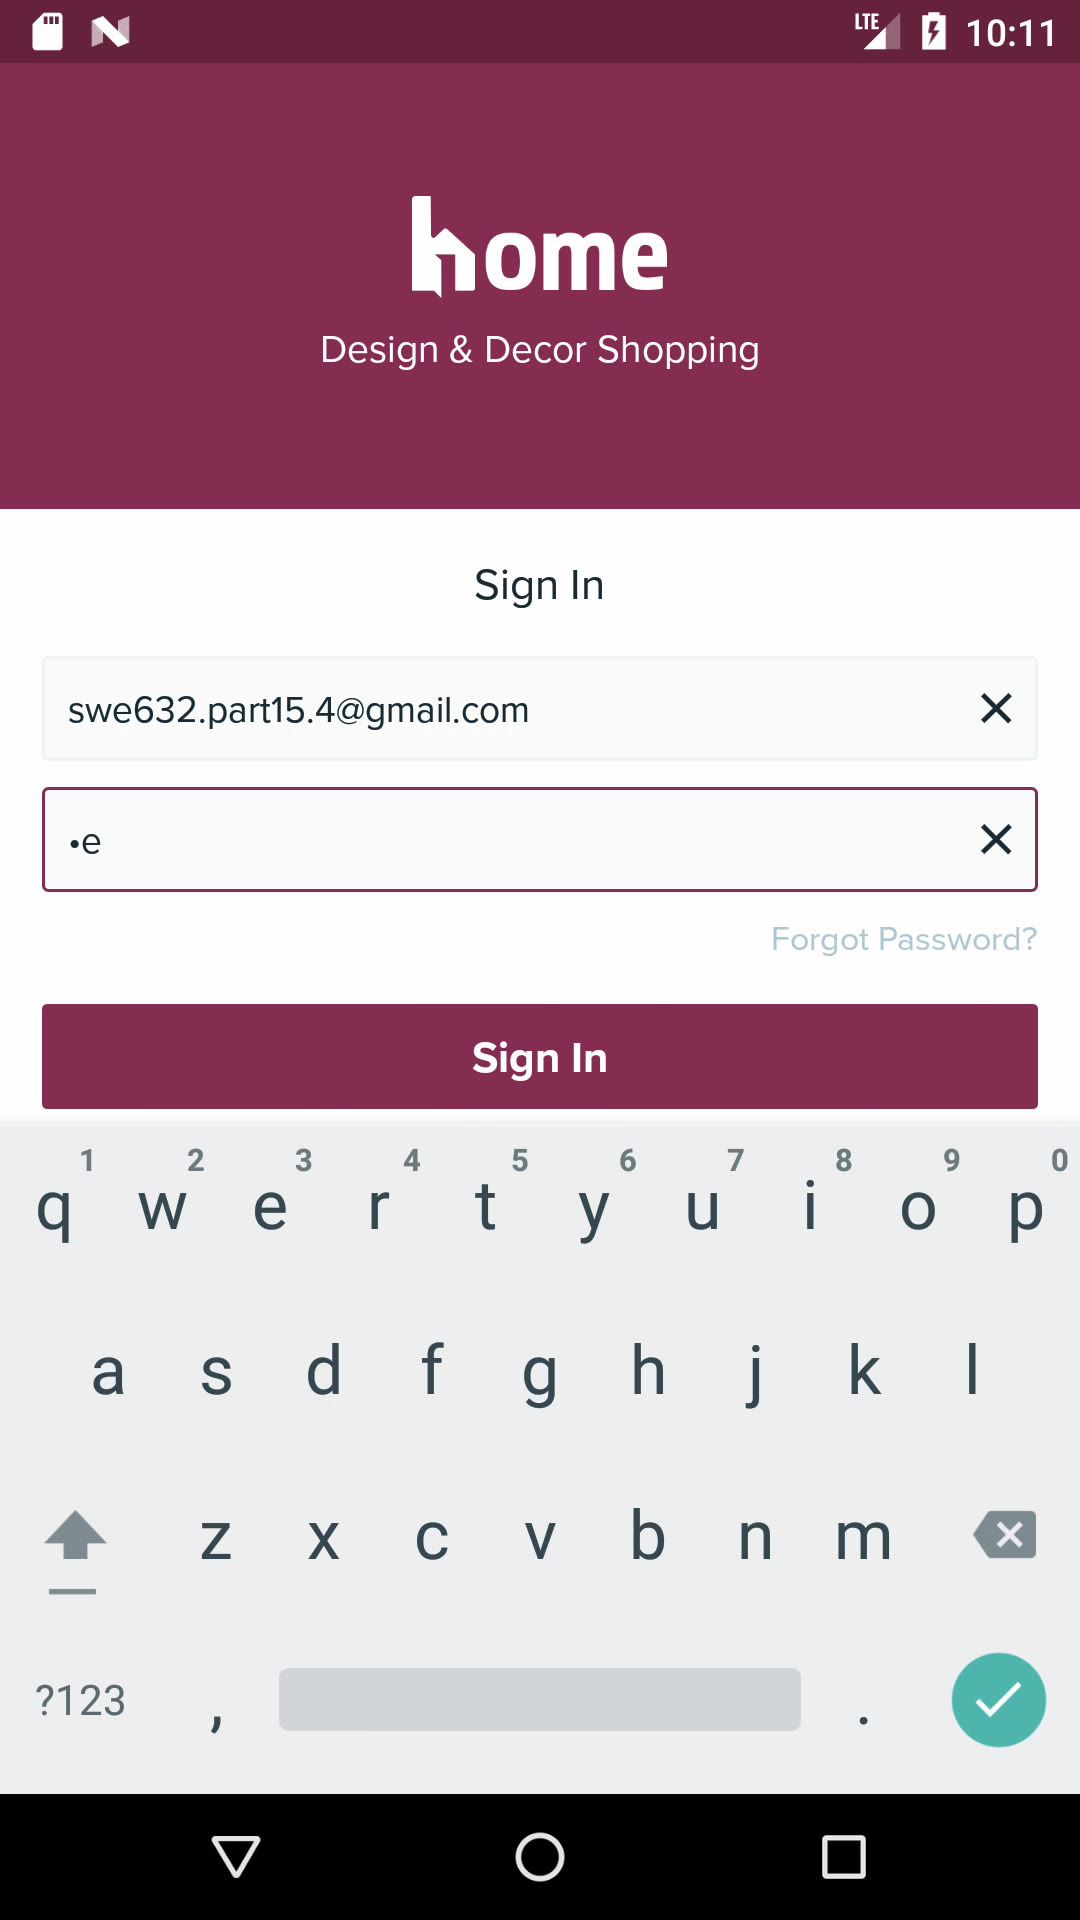 LTE 10:11
home
Design & Decor Shopping
Sign In
swe632.part15.4@gmail.com
•e
Forgot Password?
Sign In
1 2 3 4 5 6 7 8 9 0
q w e r t y u i o p
a s d f g h j k l
z x c v b n m
?123 , .